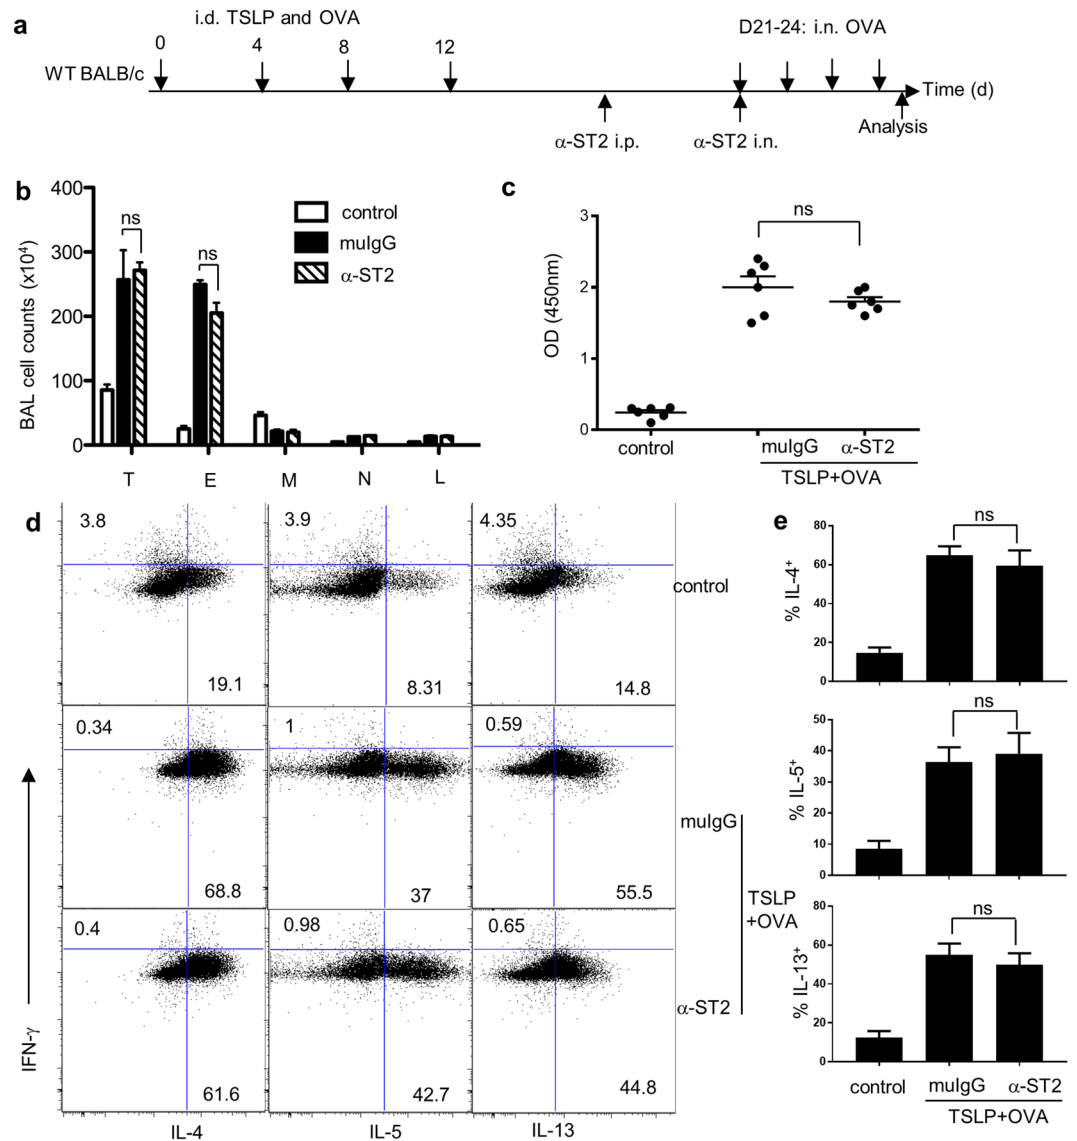 a
i.d. TSLP and OVA
D21-24: i.n. OVA
0
4
8
12
WT BALB/c
Time (d)
Analysis
α-ST2 i.p.
α-ST2 i.n.
b
400
300
200
100
0
BAL cell counts (x10⁴)
ns
ns
control
muIgG
α-ST2
T
E
M
N
L
c
3
2
1
0
OD (450nm)
ns
control
muIgG
α-ST2
TSLP+OVA
d
3.8
3.9
4.35
control
19.1
8.31
14.8
0.34
1
0.59
muIgG
68.8
37
55.5
TSLP
+OVA
0.4
0.98
0.65
α-ST2
61.6
42.7
44.8
IFN-γ
IL-4
IL-5
IL-13
e
80
60
40
20
0
% IL-4⁺
ns
50
40
30
20
10
0
% IL-5⁺
ns
80
60
40
20
0
% IL-13⁺
ns
control
muIgG
α-ST2
TSLP+OVA